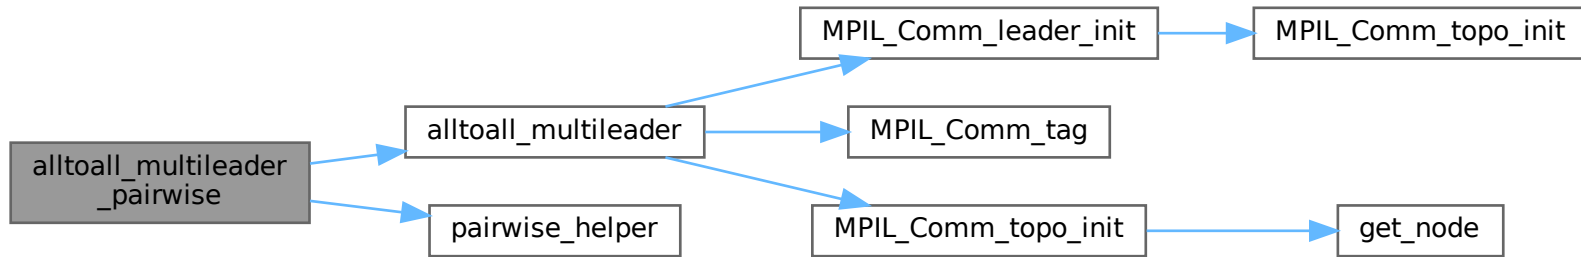 alltoall_multileader
_pairwise
alltoall_multileader
pairwise_helper
MPIL_Comm_leader_init
MPIL_Comm_tag
MPIL_Comm_topo_init
MPIL_Comm_topo_init
get_node